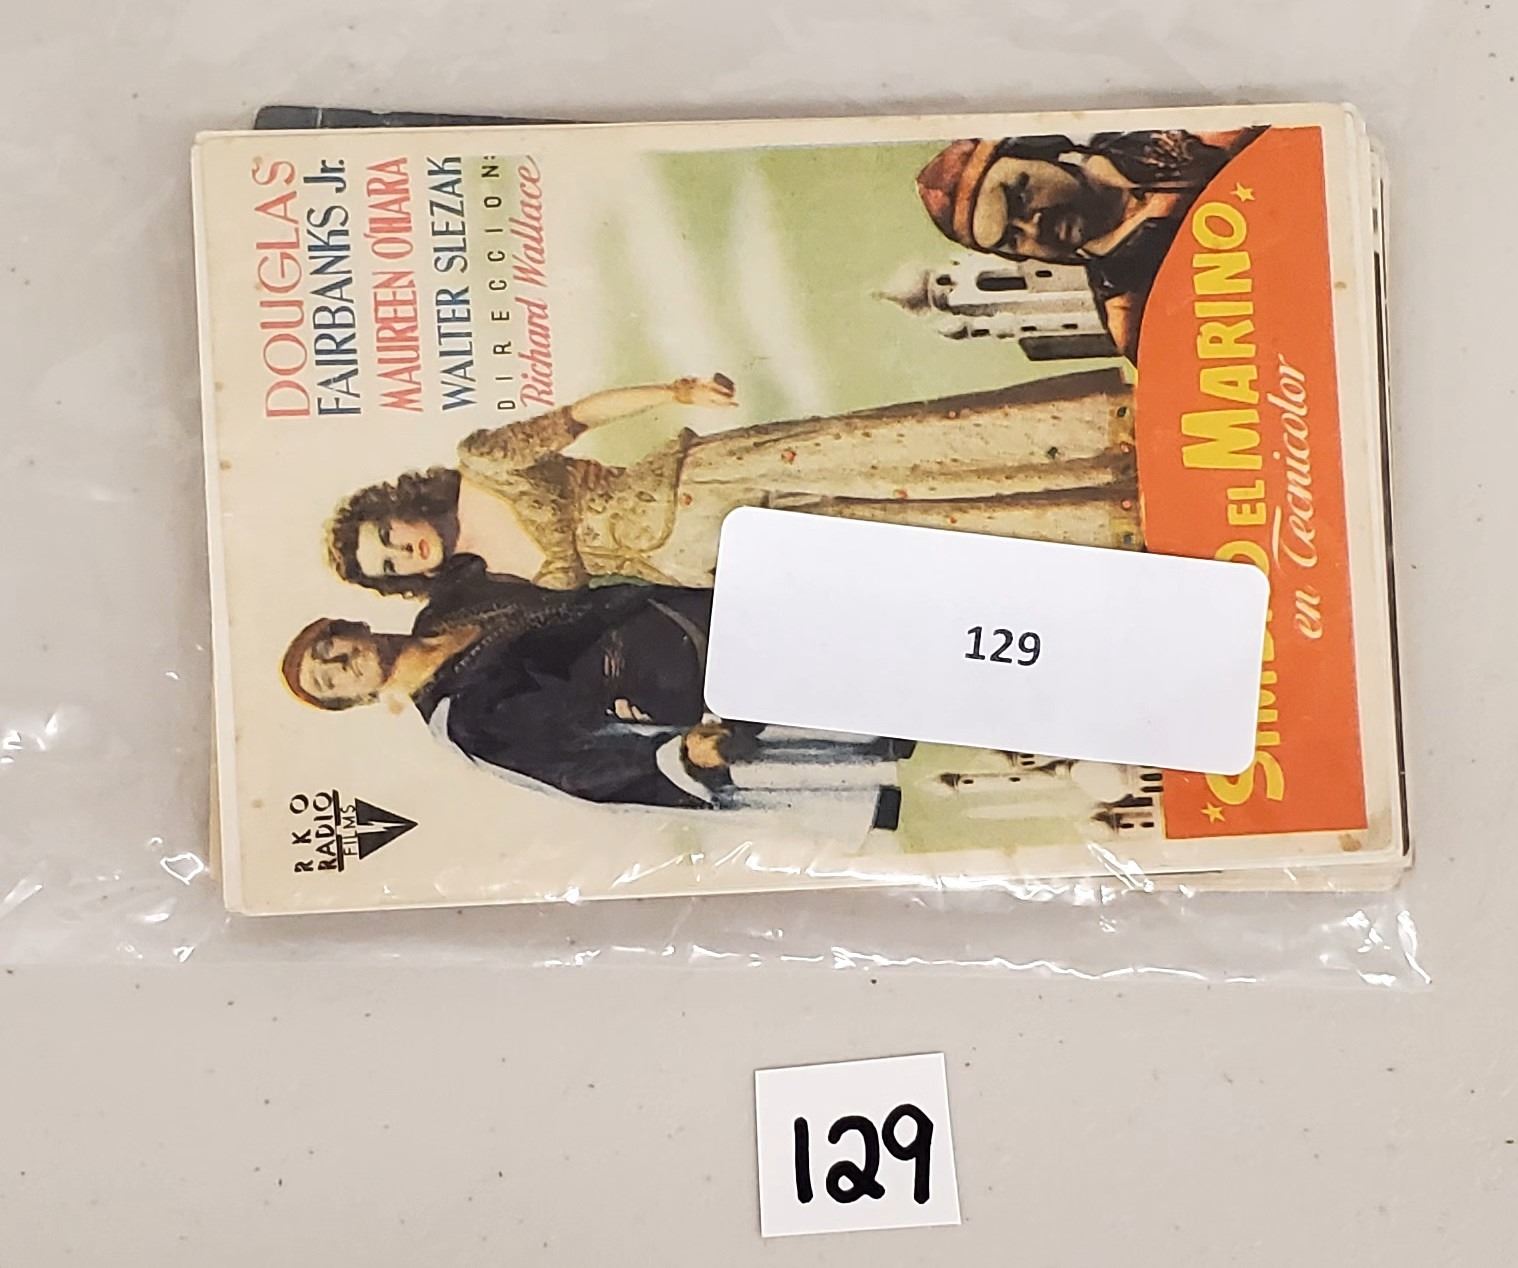 DOUGLAS
FAIRBANKS Jr.
MAUREEN O'HARA
WALTER SLEZAK
DIRECCION:
Richard Wallace
RKO
RADIO
FILMS
EL MARINO
en Tecnicolor
129
129